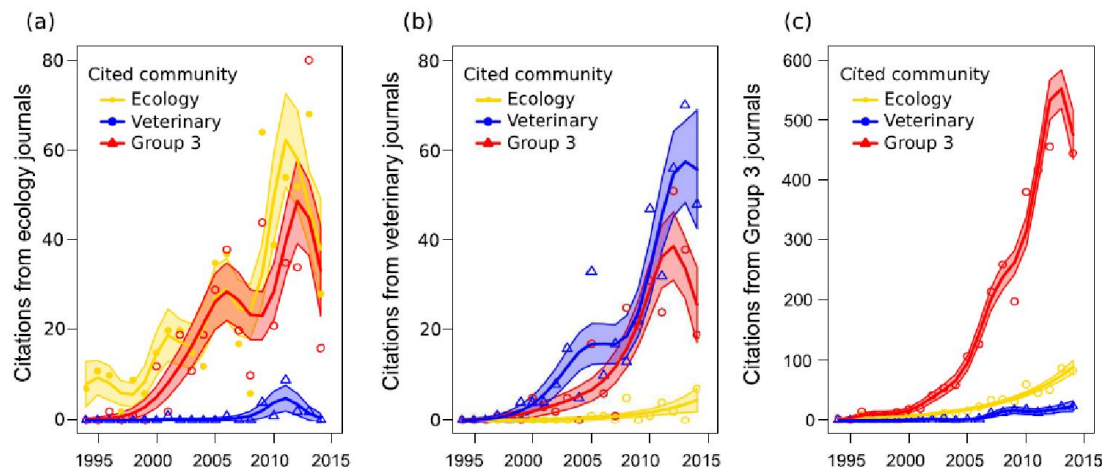 (a)
(b)
(c)
Citations from ecology journals
80
60
40
20
0
Cited community
Ecology
Veterinary
Group 3
1995 2000 2005 2010 2015
Citations from veterinary journals
80
60
40
20
0
Cited community
Ecology
Veterinary
Group 3
1995 2000 2005 2010 2015
Citations from Group 3 journals
600
500
400
300
200
100
0
Cited community
Ecology
Veterinary
Group 3
1995 2000 2005 2010 2015